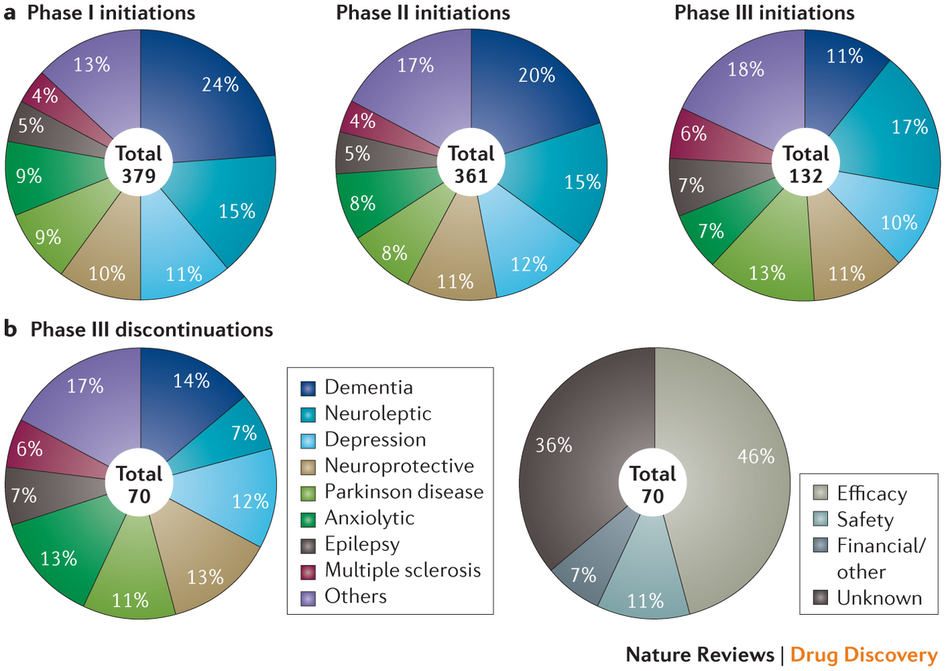 a Phase I initiations
Phase II initiations
Phase III initiations
13%
24%
4%
5%
9%
9%
10%
11%
15%
Total
379
17%
20%
4%
5%
8%
8%
11%
12%
15%
Total
361
18%
11%
6%
17%
7%
7%
13%
11%
10%
Total
132
b Phase III discontinuations
17%
14%
6%
7%
7%
12%
13%
11%
13%
Total
70
Dementia
Neuroleptic
Depression
Neuroprotective
Parkinson disease
Anxiolytic
Epilepsy
Multiple sclerosis
Others
36%
46%
7%
11%
Total
70
Efficacy
Safety
Financial/
other
Unknown
Nature Reviews | Drug Discovery